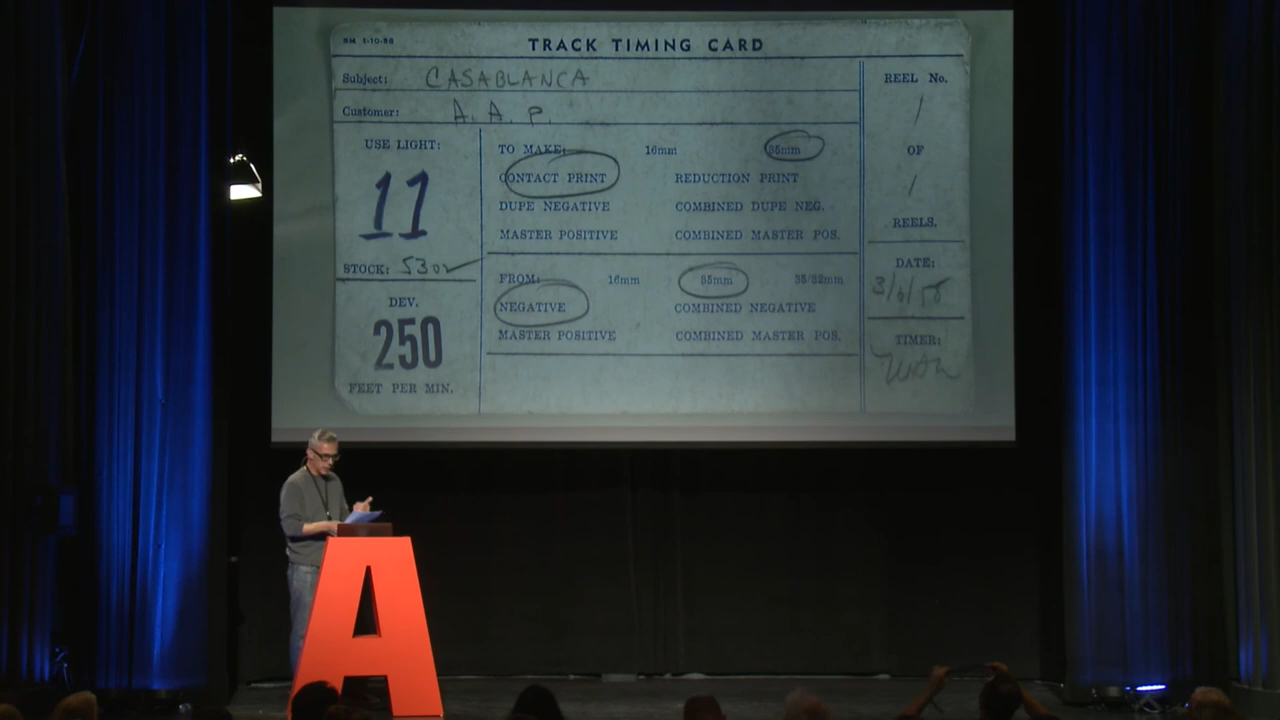 TRACK TIMING CARD
Subject: CASABLANCA
Customer: A. A. P.
REEL No.
1
OF
1
REELS.
USE LIGHT:
11
STOCK: 5302
DEV.
250
FEET PER MIN.
TO MAKE: 16mm 35mm
CONTACT PRINT REDUCTION PRINT
DUPE NEGATIVE COMBINED DUPE NEG.
MASTER POSITIVE COMBINED MASTER POS.
FROM: 16mm 35mm 35/32mm
NEGATIVE COMBINED NEGATIVE
MASTER POSITIVE COMBINED MASTER POS.
DATE:
TIMER:
A